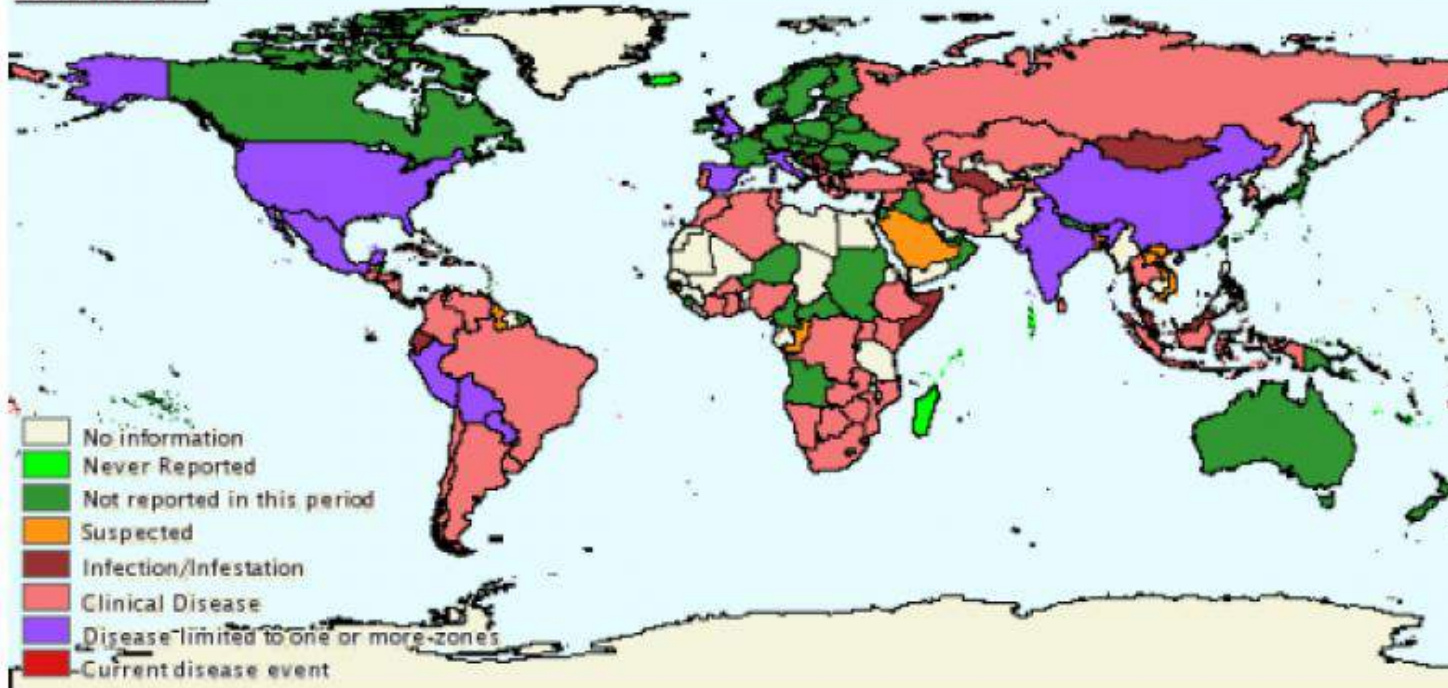 No information
Never Reported
Not reported in this period
Suspected
Infection/Infestation
Clinical Disease
Disease limited to one or more zones
Current disease event